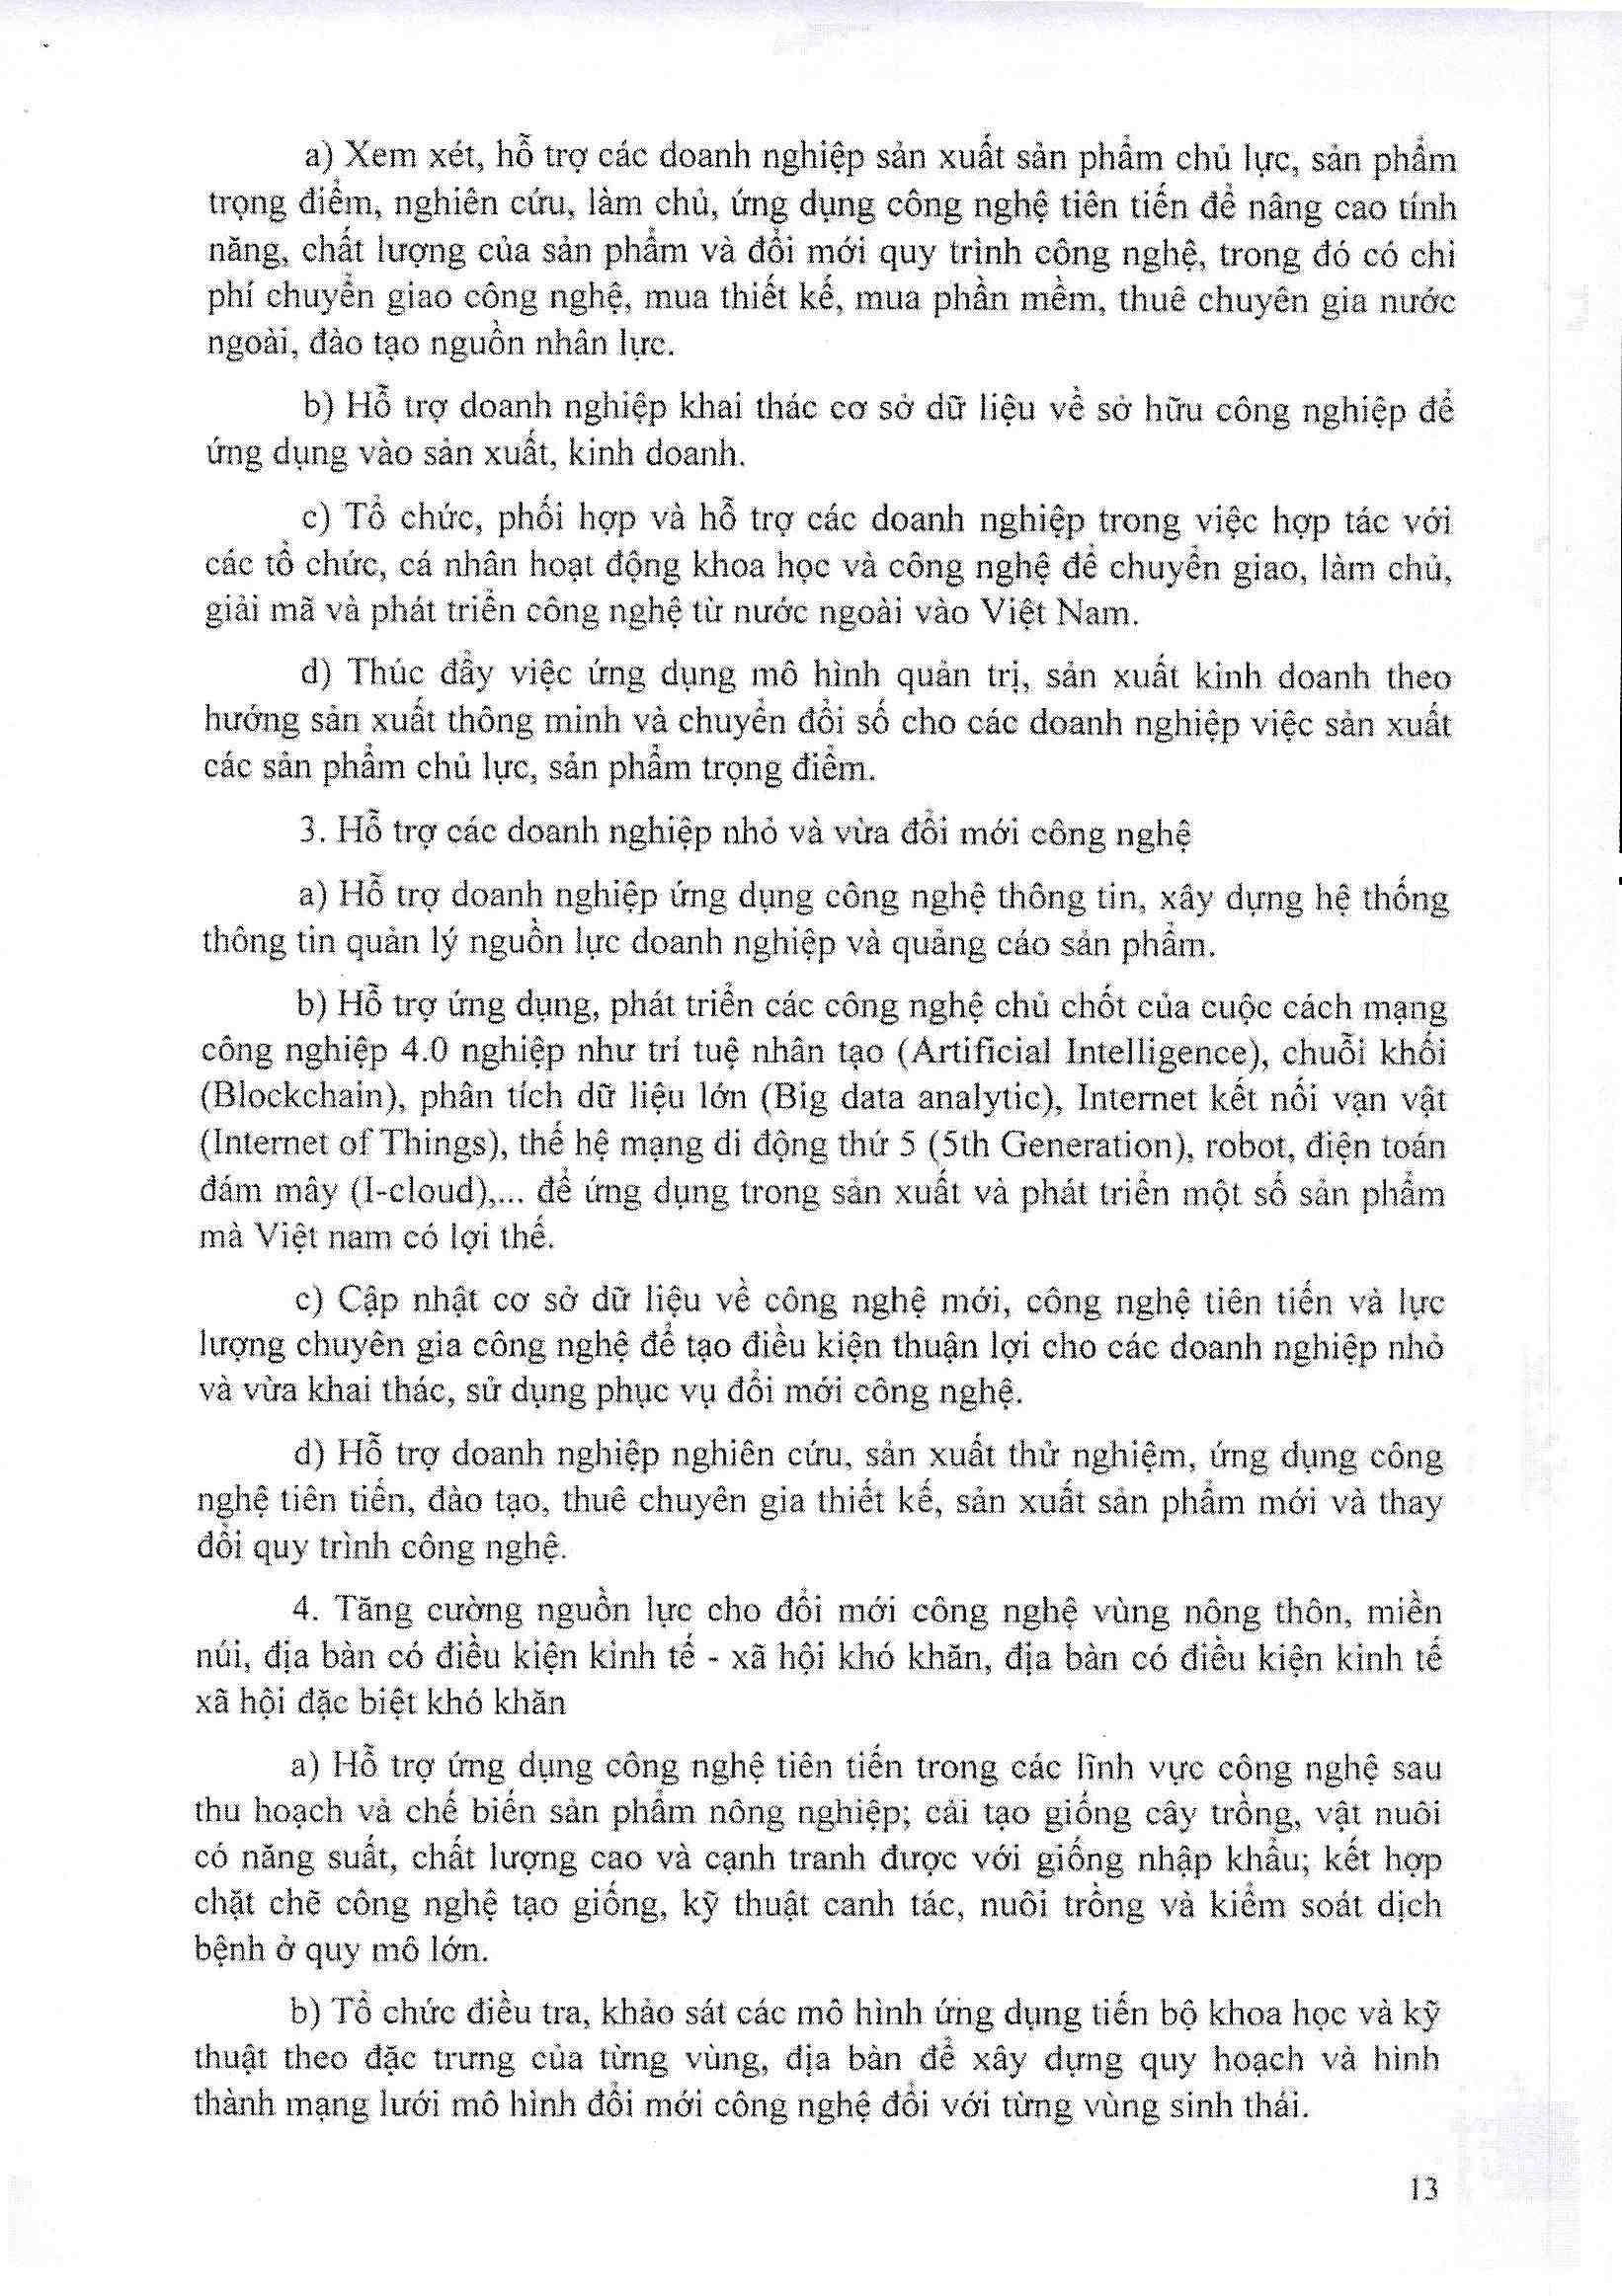 a) Xem xét, hỗ trợ các doanh nghiệp sản xuất sản phẩm chủ lực, sản phẩm
trọng điểm, nghiên cứu, làm chủ, ứng dụng công nghệ tiên tiến để nâng cao tính
năng, chất lượng của sản phẩm và đổi mới quy trình công nghệ, trong đó có chi
phí chuyển giao công nghệ, mua thiết kế, mua phần mềm, thuê chuyên gia nước
ngoài, đào tạo nguồn nhân lực.
b) Hỗ trợ doanh nghiệp khai thác cơ sở dữ liệu về sở hữu công nghiệp để
ứng dụng vào sản xuất, kinh doanh.
c) Tổ chức, phối hợp và hỗ trợ các doanh nghiệp trong việc hợp tác với
các tổ chức, cá nhân hoạt động khoa học và công nghệ để chuyển giao, làm chủ,
giải mã và phát triển công nghệ từ nước ngoài vào Việt Nam.
d) Thúc đẩy việc ứng dụng mô hình quản trị, sản xuất kinh doanh theo
hướng sản xuất thông minh và chuyển đổi số cho các doanh nghiệp việc sản xuất
các sản phẩm chủ lực, sản phẩm trọng điểm.
3. Hỗ trợ các doanh nghiệp nhỏ và vừa đổi mới công nghệ
a) Hỗ trợ doanh nghiệp ứng dụng công nghệ thông tin, xây dựng hệ thống
thông tin quản lý nguồn lực doanh nghiệp và quảng cáo sản phẩm.
b) Hỗ trợ ứng dụng, phát triển các công nghệ chủ chốt của cuộc cách mạng
công nghiệp 4.0 nghiệp như trí tuệ nhân tạo (Artificial Intelligence), chuỗi khối
(Blockchain), phân tích dữ liệu lớn (Big data analytic), Internet kết nối vạn vật
(Internet of Things), thế hệ mạng di động thứ 5 (5th Generation), robot, điện toán
đám mây (I-cloud),... để ứng dụng trong sản xuất và phát triển một số sản phẩm
mà Việt nam có lợi thế.
c) Cập nhật cơ sở dữ liệu về công nghệ mới, công nghệ tiên tiến và lực
lượng chuyên gia công nghệ để tạo điều kiện thuận lợi cho các doanh nghiệp nhỏ
và vừa khai thác, sử dụng phục vụ đổi mới công nghệ.
d) Hỗ trợ doanh nghiệp nghiên cứu, sản xuất thử nghiệm, ứng dụng công
nghệ tiên tiến, đào tạo, thuê chuyên gia thiết kế, sản xuất sản phẩm mới và thay
đổi quy trình công nghệ.
4. Tăng cường nguồn lực cho đổi mới công nghệ vùng nông thôn, miền
núi, địa bàn có điều kiện kinh tế - xã hội khó khăn, địa bàn có điều kiện kinh tế
xã hội đặc biệt khó khăn
a) Hỗ trợ ứng dụng công nghệ tiên tiến trong các lĩnh vực công nghệ sau
thu hoạch và chế biến sản phẩm nông nghiệp; cải tạo giống cây trồng, vật nuôi
có năng suất, chất lượng cao và cạnh tranh được với giống nhập khẩu; kết hợp
chặt chẽ công nghệ tạo giống, kỹ thuật canh tác, nuôi trồng và kiểm soát dịch
bệnh ở quy mô lớn.
b) Tổ chức điều tra, khảo sát các mô hình ứng dụng tiến bộ khoa học và kỹ
thuật theo đặc trưng của từng vùng, địa bàn để xây dựng quy hoạch và hình
thành mạng lưới mô hình đổi mới công nghệ đổi với từng vùng sinh thái.
13